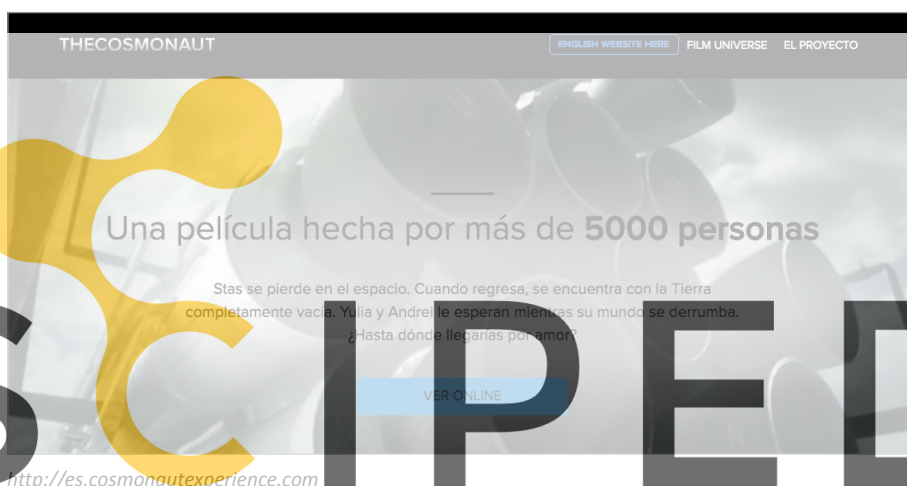 THECOSMONAUT
ENGLISH WEBSITE HERE FILM UNIVERSE EL PROYECTO
Una película hecha por más de 5000 personas
Stas se pierde en el espacio. Cuando regresa, se encuentra con la Tierra
completamente vacía. Yulia y Andrei le esperan mientras su mundo se derrumba.
¿Hasta dónde llegarías por amor?
SCIPED
VER ONLINE
http://es.cosmonautexperience.com